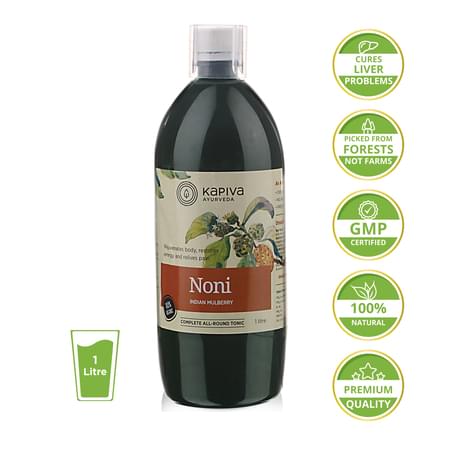 KAPIVA
AYURVEDA
Rejuvenates body, restores
energy and relives pain
Noni
INDIAN MULBERRY
COMPLETE ALL-ROUND TONIC
1 litre
1
Litre
CURES
LIVER
PROBLEMS
PICKED FROM
FORESTS
NOT FARMS
GMP
CERTIFIED
100%
NATURAL
PREMIUM
QUALITY